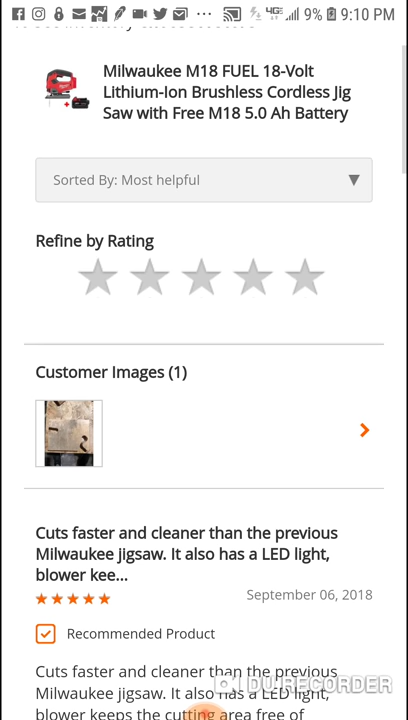 9% 9:10 PM
Milwaukee M18 FUEL 18-Volt
Lithium-Ion Brushless Cordless Jig
Saw with Free M18 5.0 Ah Battery
Sorted By: Most helpful
Refine by Rating
Customer Images (1)
Cuts faster and cleaner than the previous
Milwaukee jigsaw. It also has a LED light,
blower kee...
September 06, 2018
Recommended Product
Cuts faster and cleaner than the previous
Milwaukee jigsaw. It also has a LED light,
DU RECORDER
blower keeps the cutting area free of